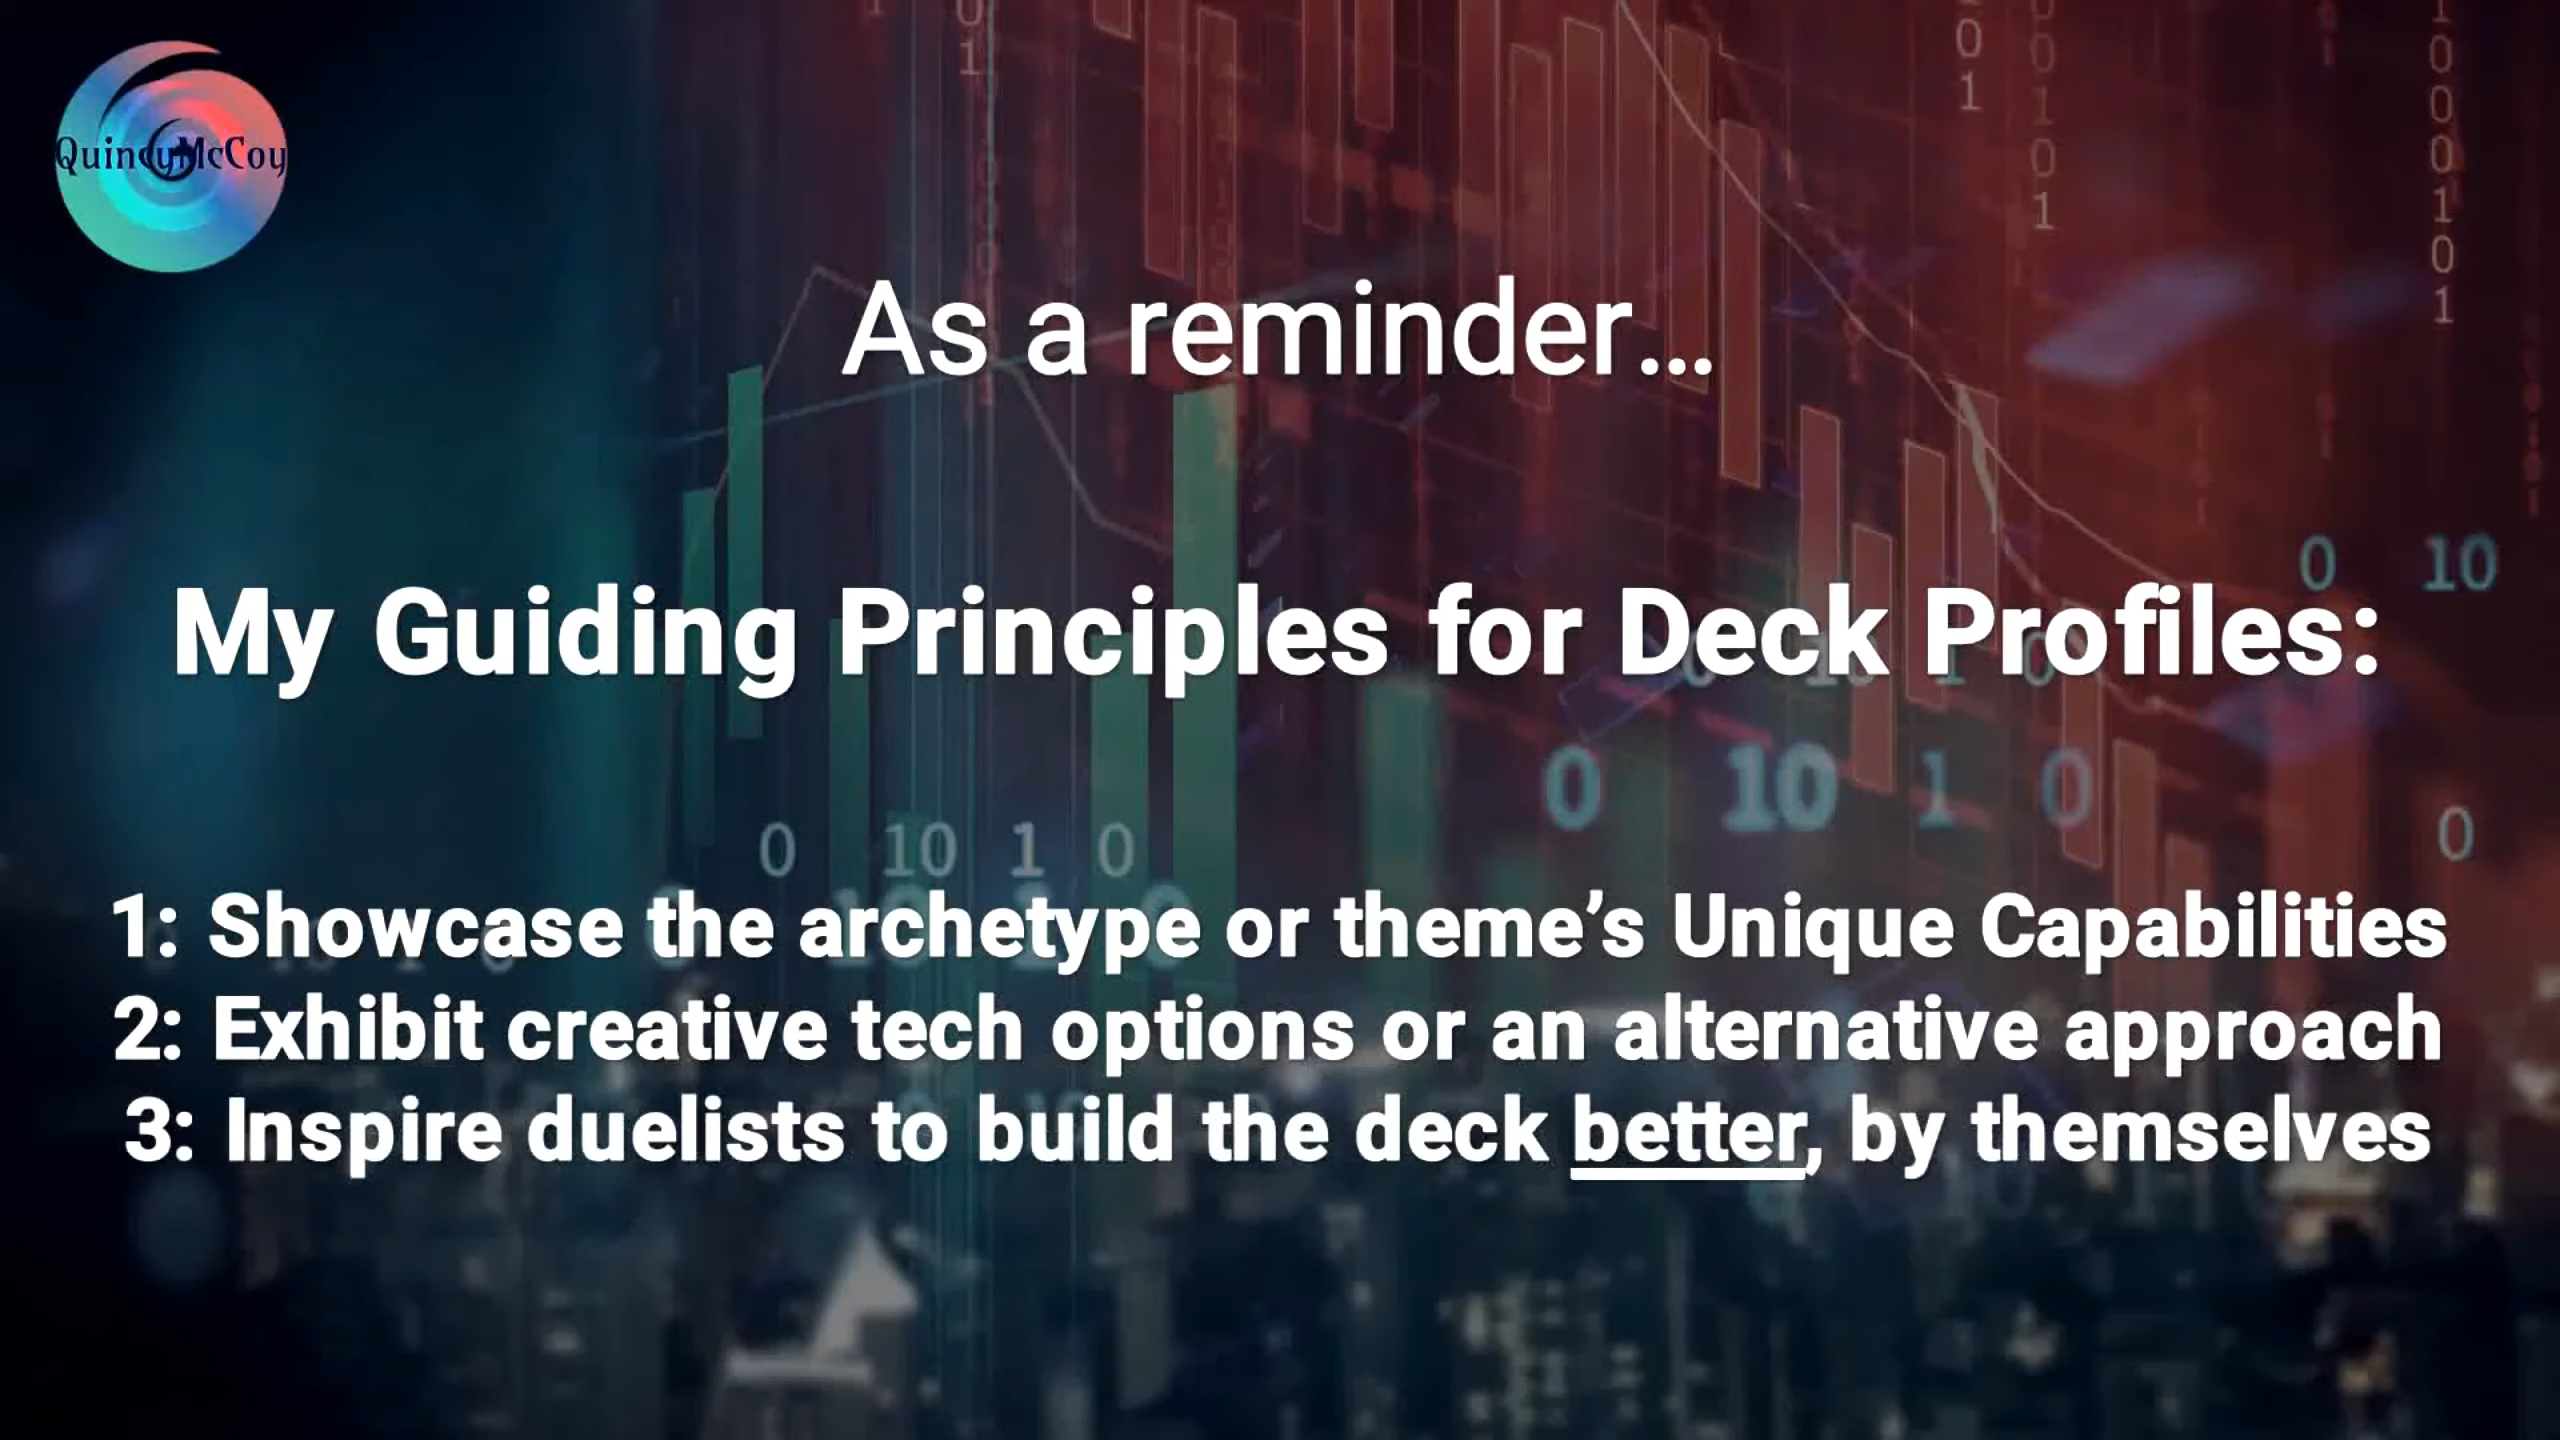 QuincyMcCoy
As a reminder...
My Guiding Principles for Deck Profiles:
1: Showcase the archetype or theme’s Unique Capabilities
2: Exhibit creative tech options or an alternative approach
3: Inspire duelists to build the deck better, by themselves